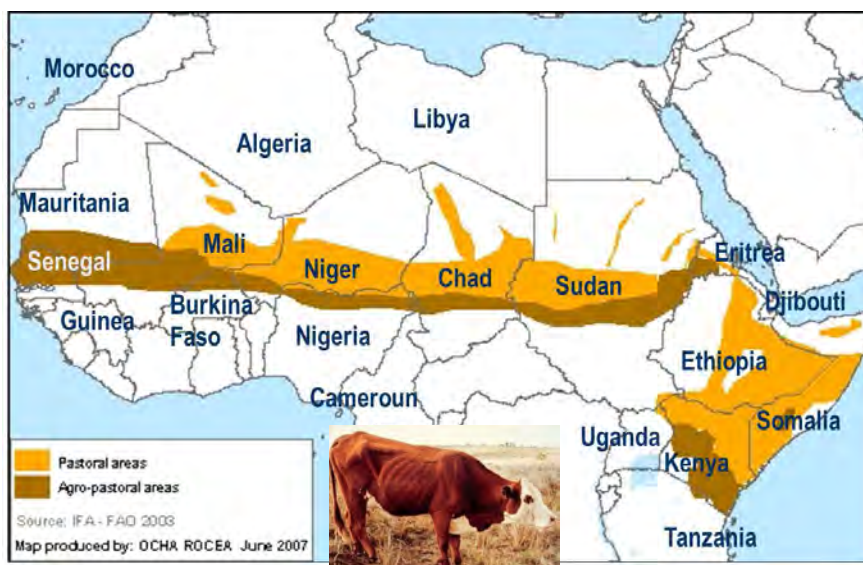 Morocco
Algeria
Libya
Mauritania
Mali
Niger
Chad
Sudan
Eritrea
Senegal
Djibouti
Burkina
Faso
Guinea
Nigeria
Ethiopia
Cameroun
Somalia
Uganda
Kenya
Tanzania
Pastoral areas
Agro-pastoral areas
Source: IFA - FAO 2003
Map produced by: OCHA ROCEA June 2007